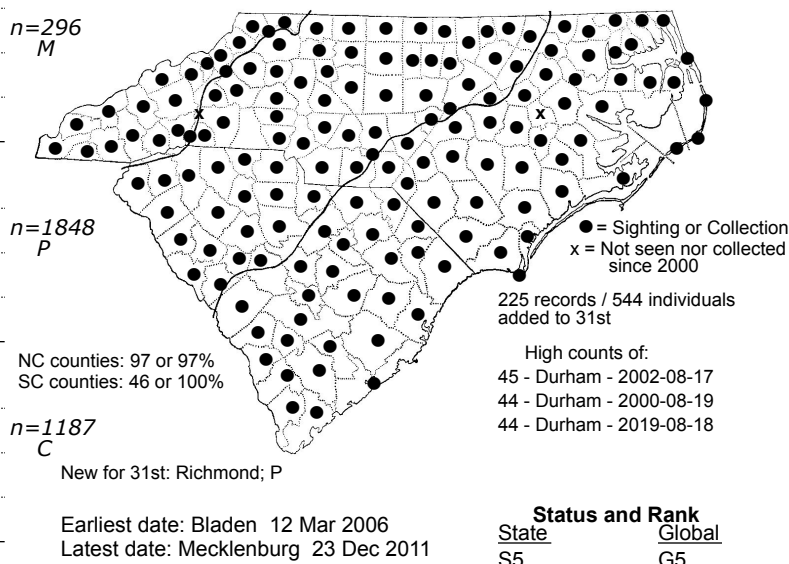 n=296
M
x
x
n=1848
P
● = Sighting or Collection
x = Not seen nor collected
since 2000
225 records / 544 individuals
added to 31st
NC counties: 97 or 97%
SC counties: 46 or 100%
High counts of:
45 - Durham - 2002-08-17
44 - Durham - 2000-08-19
44 - Durham - 2019-08-18
n=1187
C
New for 31st: Richmond; P
Earliest date: Bladen 12 Mar 2006
Latest date: Mecklenburg 23 Dec 2011
Status and Rank
State Global
S5 G5